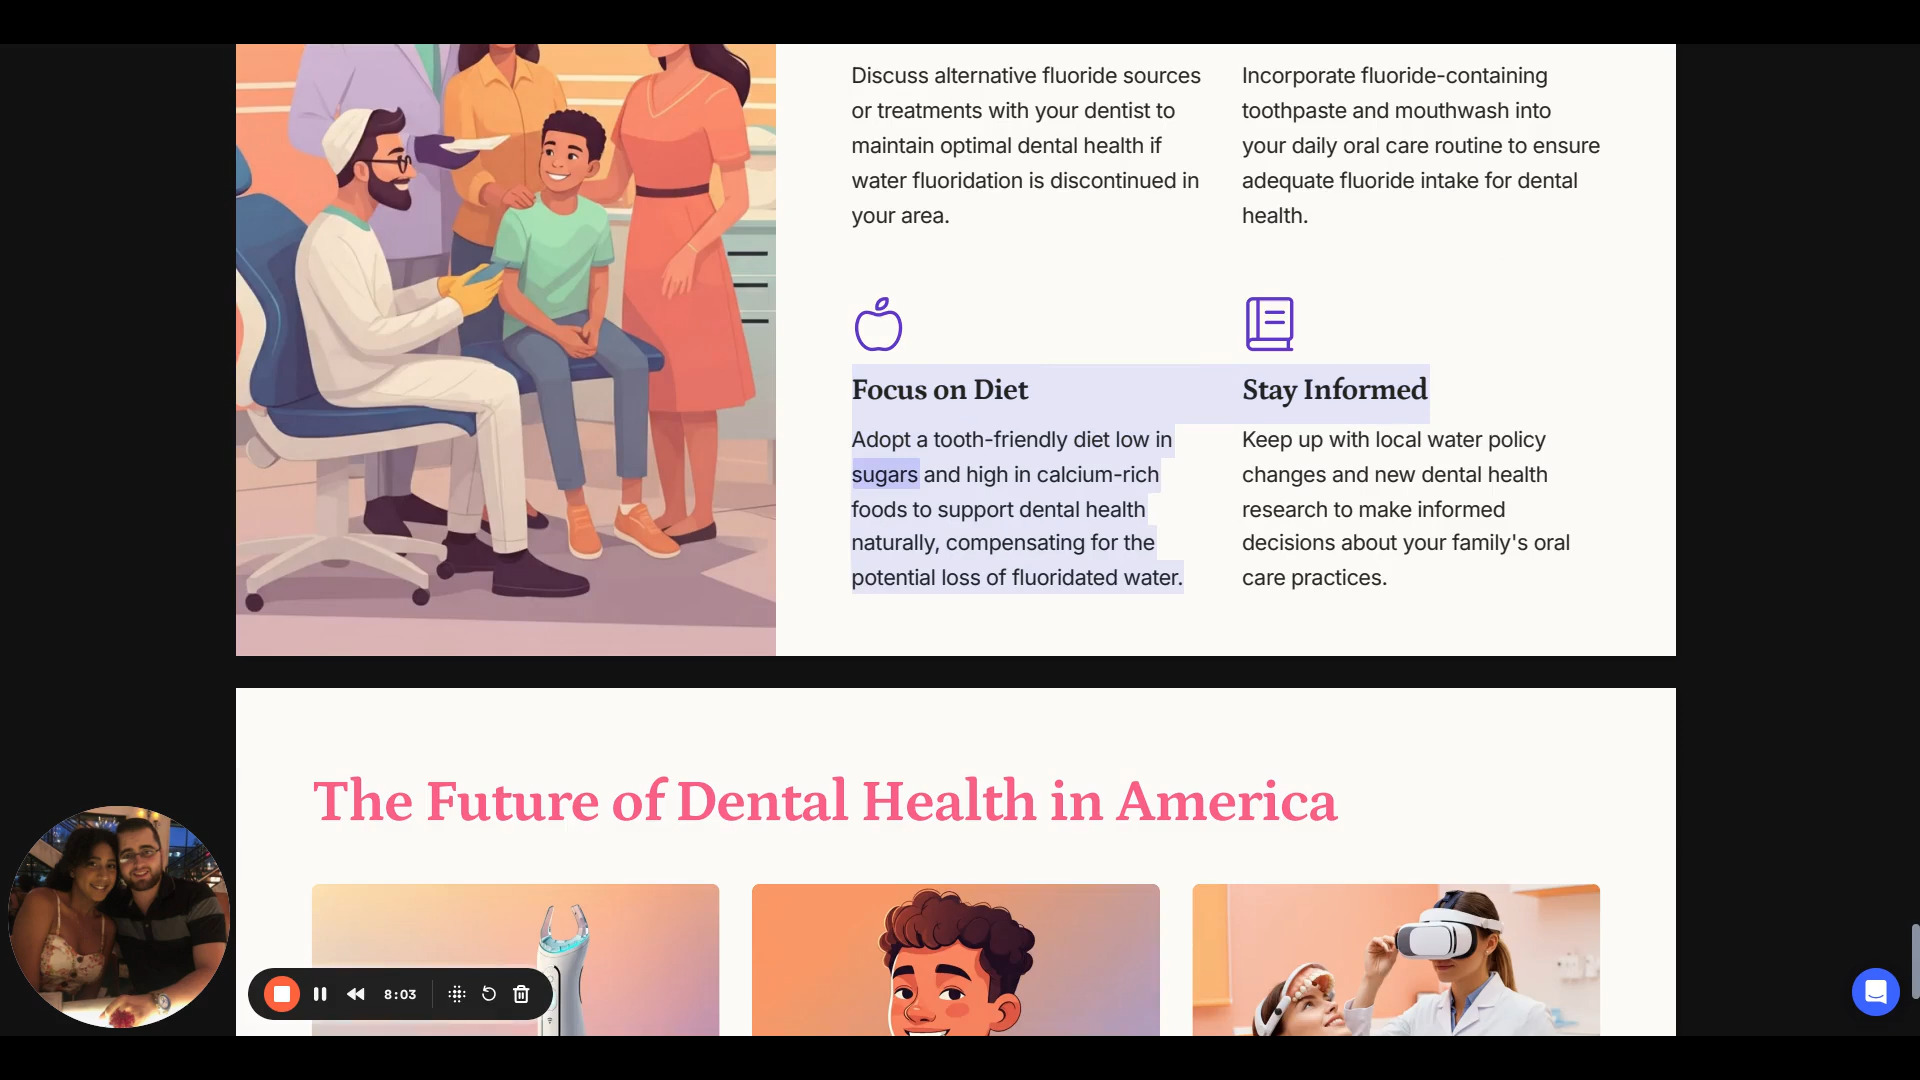 Discuss alternative fluoride sources
or treatments with your dentist to
maintain optimal dental health if
water fluoridation is discontinued in
your area.
Incorporate fluoride-containing
toothpaste and mouthwash into
your daily oral care routine to ensure
adequate fluoride intake for dental
health.
Focus on Diet
Adopt a tooth-friendly diet low in
sugars and high in calcium-rich
foods to support dental health
naturally, compensating for the
potential loss of fluoridated water.
Stay Informed
Keep up with local water policy
changes and new dental health
research to make informed
decisions about your family's oral
care practices.
The Future of Dental Health in America
8:03